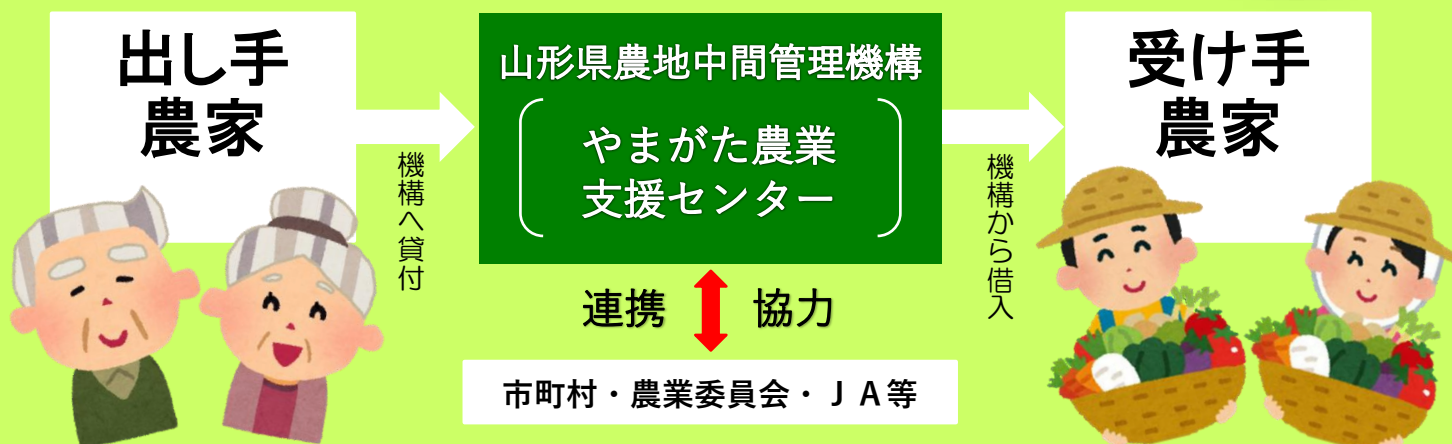 出し手
農家
機構へ貸付
山形県農地中間管理機構
やまがた農業
支援センター
機構から借入
受け手
農家
連携 協力
市町村・農業委員会・ＪＡ等